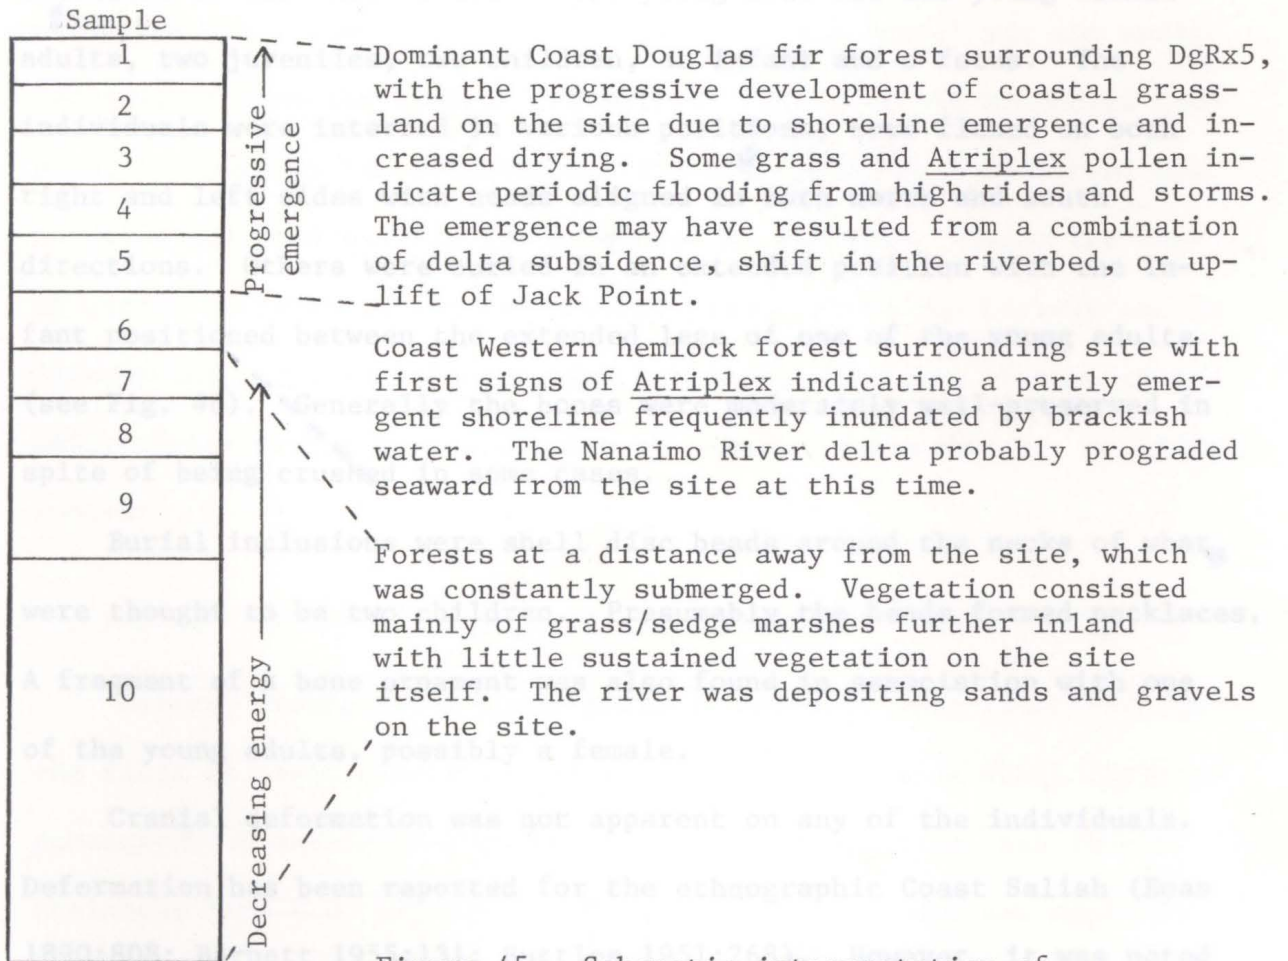 Sample
1
2
3
4
5
6
7
8
9
10
Progressive
emergence
Decreasing energy
Dominant Coast Douglas fir forest surrounding DgRx5,
with the progressive development of coastal grass-
land on the site due to shoreline emergence and in-
creased drying. Some grass and Atriplex pollen in-
dicate periodic flooding from high tides and storms.
The emergence may have resulted from a combination
of delta subsidence, shift in the riverbed, or up-
lift of Jack Point.
Coast Western hemlock forest surrounding site with
first signs of Atriplex indicating a partly emer-
gent shoreline frequently inundated by brackish
water. The Nanaimo River delta probably prograded
seaward from the site at this time.
Forests at a distance away from the site, which
was constantly submerged. Vegetation consisted
mainly of grass/sedge marshes further inland
with little sustained vegetation on the site
itself. The river was depositing sands and gravels
on the site.